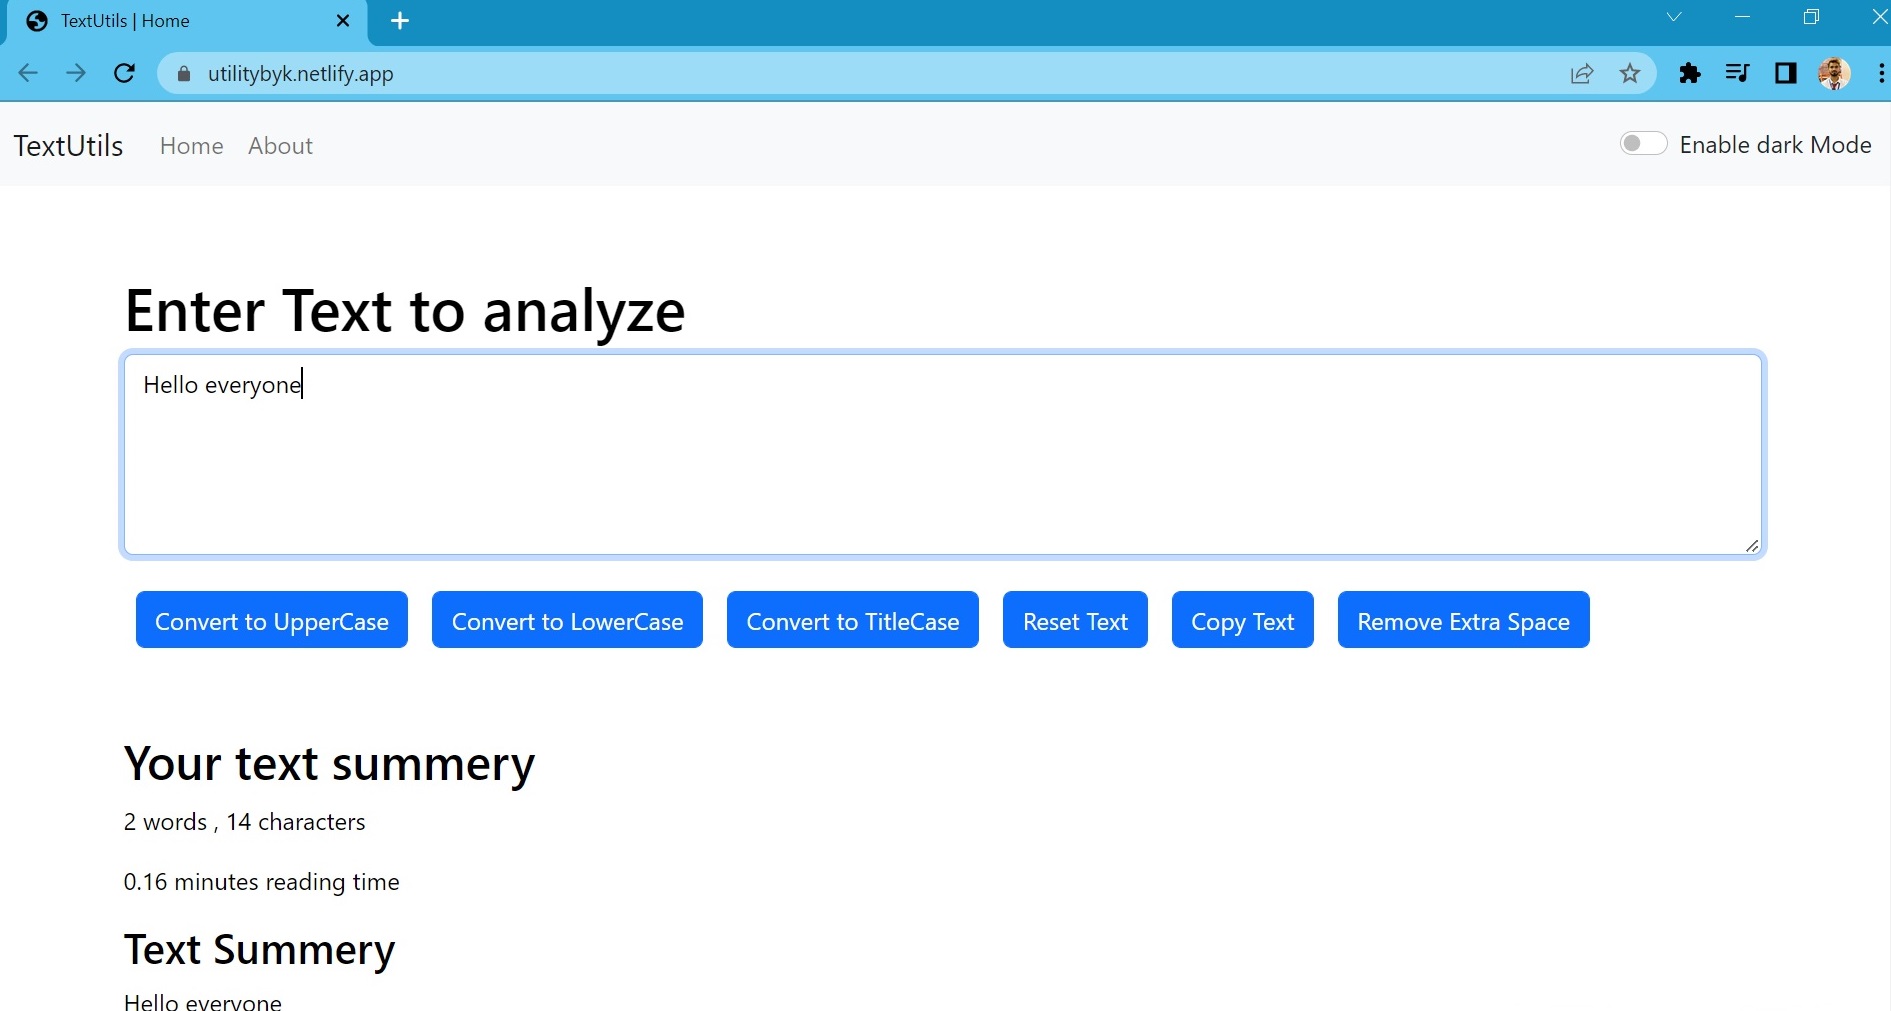 TextUtils | Home
utilitybyk.netlify.app
TextUtils Home About Enable dark Mode
Enter Text to analyze
Hello everyone
Convert to UpperCase Convert to LowerCase Convert to TitleCase Reset Text Copy Text Remove Extra Space
Your text summery
2 words , 14 characters
0.16 minutes reading time
Text Summery
Hello everyone